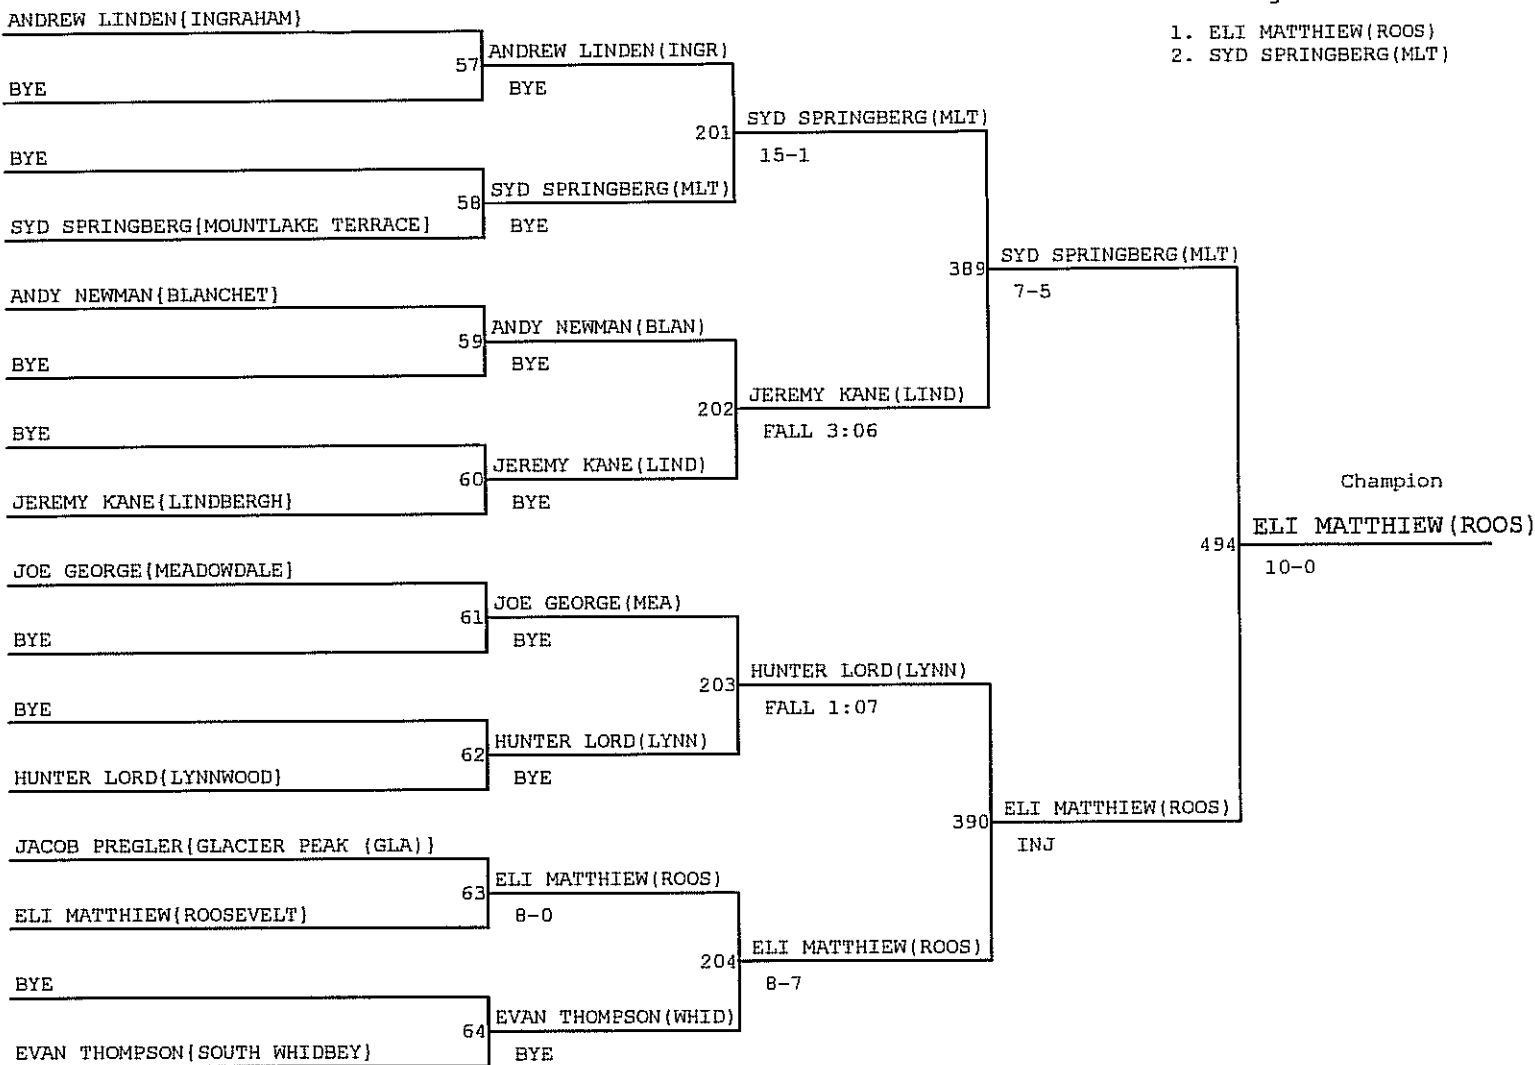 ANDREW LINDEN{INGRAHAM}
BYE
BYE
SYD SPRINGBERG{MOUNTLAKE TERRACE}
ANDY NEWMAN{BLANCHET}
BYE
BYE
JEREMY KANE{LINDBERGH}
JOE GEORGE{MEADOWDALE}
BYE
BYE
HUNTER LORD{LYNNWOOD}
JACOB PREGLER{GLACIER PEAK (GLA)}
ELI MATTHIEW{ROOSEVELT}
BYE
EVAN THOMPSON{SOUTH WHIDBEY}
57 ANDREW LINDEN(INGR)
BYE
58 SYD SPRINGBERG(MLT)
BYE
59 ANDY NEWMAN(BLAN)
BYE
60 JEREMY KANE(LIND)
BYE
61 JOE GEORGE(MEA)
BYE
62 HUNTER LORD(LYNN)
BYE
63 ELI MATTHIEW(ROOS)
8-0
64 EVAN THOMPSON(WHID)
BYE
201 SYD SPRINGBERG(MLT)
15-1
202 JEREMY KANE(LIND)
FALL 3:06
203 HUNTER LORD(LYNN)
FALL 1:07
204 ELI MATTHIEW(ROOS)
8-7
389 SYD SPRINGBERG(MLT)
7-5
390 ELI MATTHIEW(ROOS)
INJ
Champion
494 ELI MATTHIEW(ROOS)
10-0
1. ELI MATTHIEW(ROOS)
2. SYD SPRINGBERG(MLT)